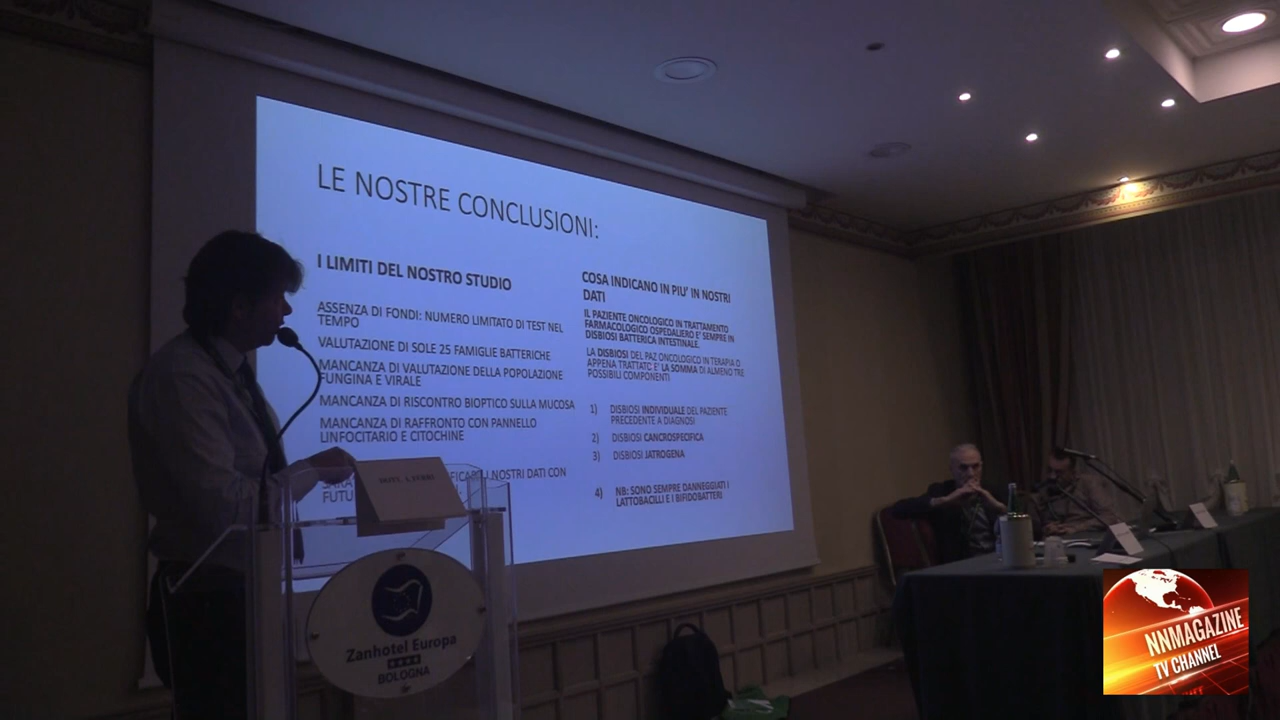 LE NOSTRE CONCLUSIONI:
I LIMITI DEL NOSTRO STUDIO
ASSENZA DI FONDI: NUMERO LIMITATO DI TEST NEL
TEMPO
VALUTAZIONE DI SOLE 25 FAMIGLIE BATTERICHE
MANCANZA DI VALUTAZIONE DELLA POPOLAZIONE
FUNGINA E VIRALE
MANCANZA DI RISCONTRO BIOPTICO SULLA MUCOSA
MANCANZA DI RAFFRONTO CON PANNELLO
LINFOCITARIO E CITOCHINE
I NOSTRI DATI CON
COSA INDICANO IN PIU' IN NOSTRI
DATI
IL PAZIENTE ONCOLOGICO IN TRATTAMENTO
FARMACOLOGICO OSPEDALIERO E' SEMPRE IN
DISBIOSI BATTERICA INTESTINALE.
LA DISBIOSI DEL PAZ ONCOLOGICO IN TERAPIA O
APPENA TRATTATO E' LA SOMMA DI ALMENO TRE
POSSIBILI COMPONENTI
1) DISBIOSI INDIVIDUALE DEL PAZIENTE
PRECEDENTE A DIAGNOSI
2) DISBIOSI CANCROSPECIFICA
3) DISBIOSI JATROGENA
4) NB: SONO SEMPRE DANNEGGIATI I
LATTOBACILLI E I BIFIDOBATTERI
Zanhotel Europa
BOLOGNA
NNMAGAZINE
TV CHANNEL